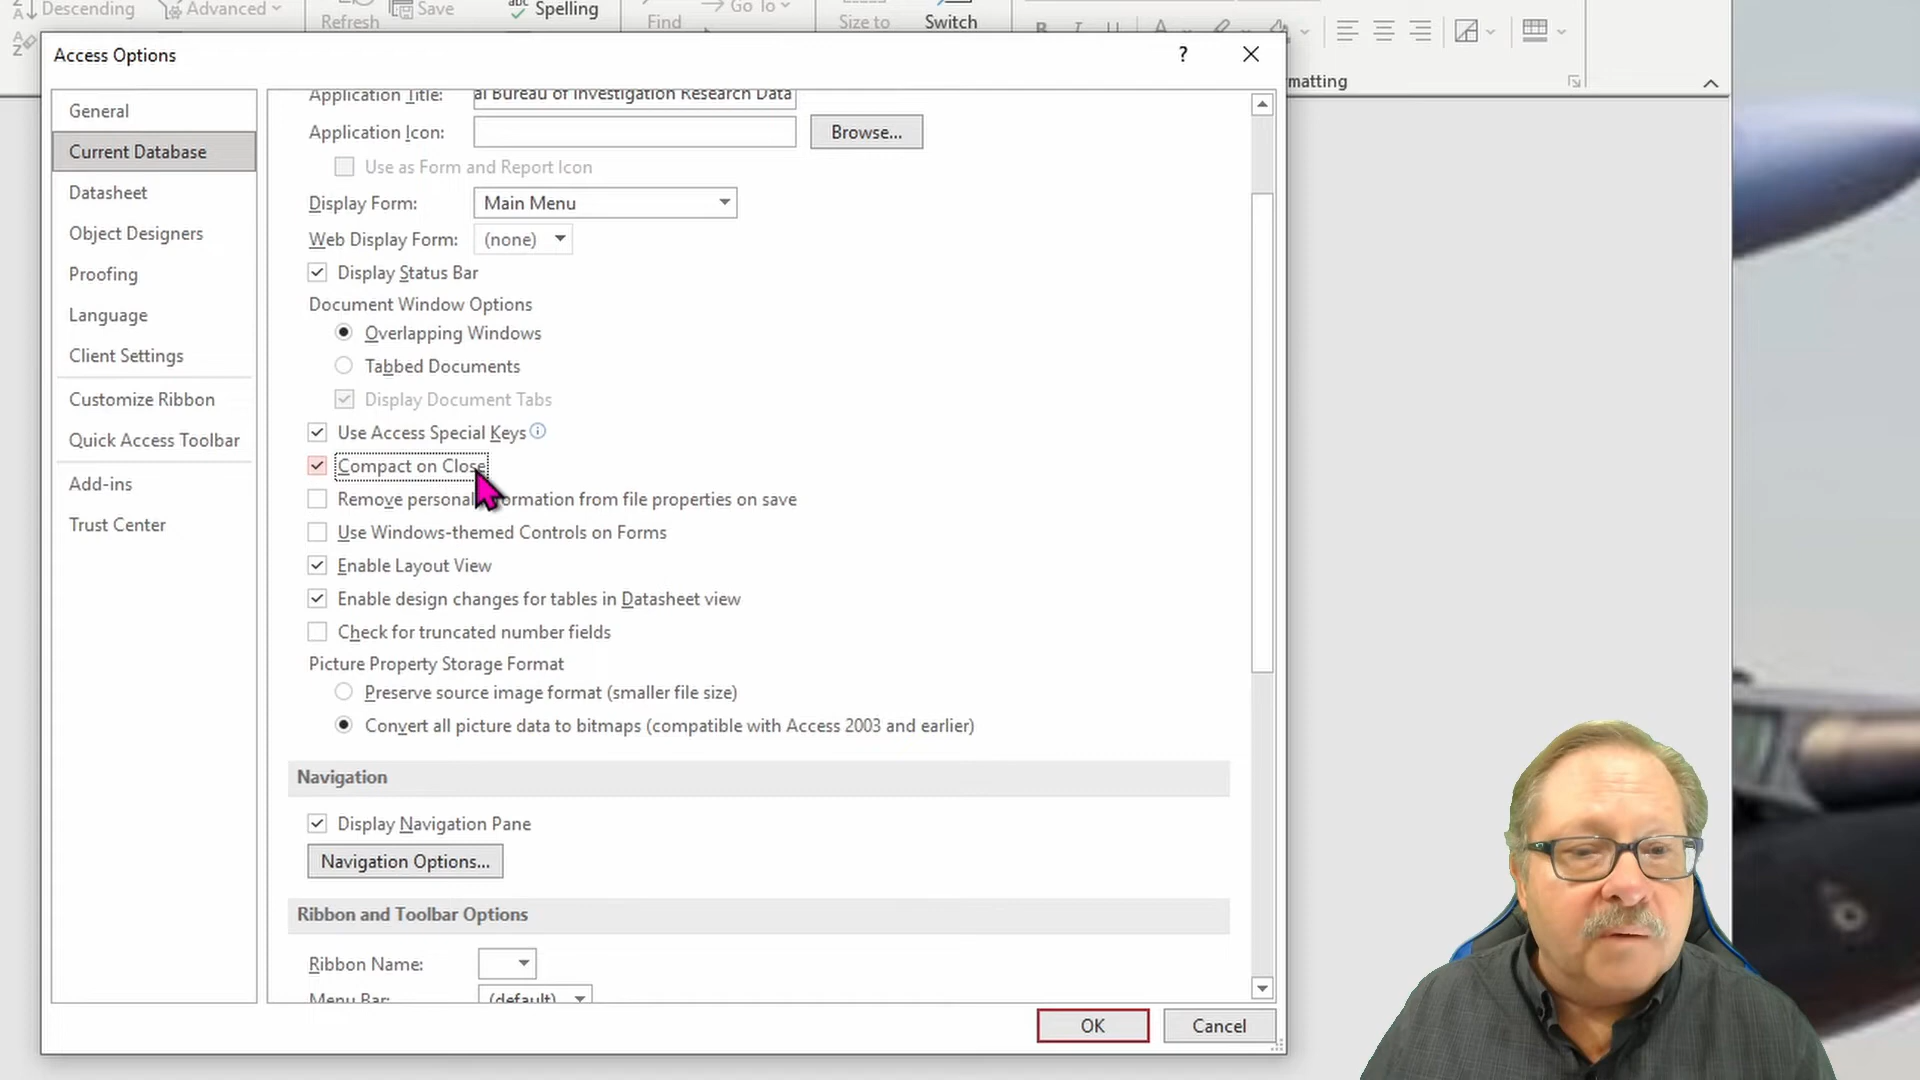 Descending
Advanced
Refresh
Save
abc
Spelling
Find
Go To
Size to
Switch
B I U A
Access Options
?
matting
General
Current Database
Datasheet
Object Designers
Proofing
Language
Client Settings
Customize Ribbon
Quick Access Toolbar
Add-ins
Trust Center
Application Title: al Bureau of Investigation Research Data
Application Icon: Browse...
Use as Form and Report Icon
Display Form: Main Menu
Web Display Form: (none)
Display Status Bar
Document Window Options
Overlapping Windows
Tabbed Documents
Display Document Tabs
Use Access Special Keys
Compact on Close
Remove personal ormation from file properties on save
Use Windows-themed Controls on Forms
Enable Layout View
Enable design changes for tables in Datasheet view
Check for truncated number fields
Picture Property Storage Format
Preserve source image format (smaller file size)
Convert all picture data to bitmaps (compatible with Access 2003 and earlier)
Navigation
Display Navigation Pane
Navigation Options...
Ribbon and Toolbar Options
Ribbon Name:
Menu Bar: (default)
OK Cancel